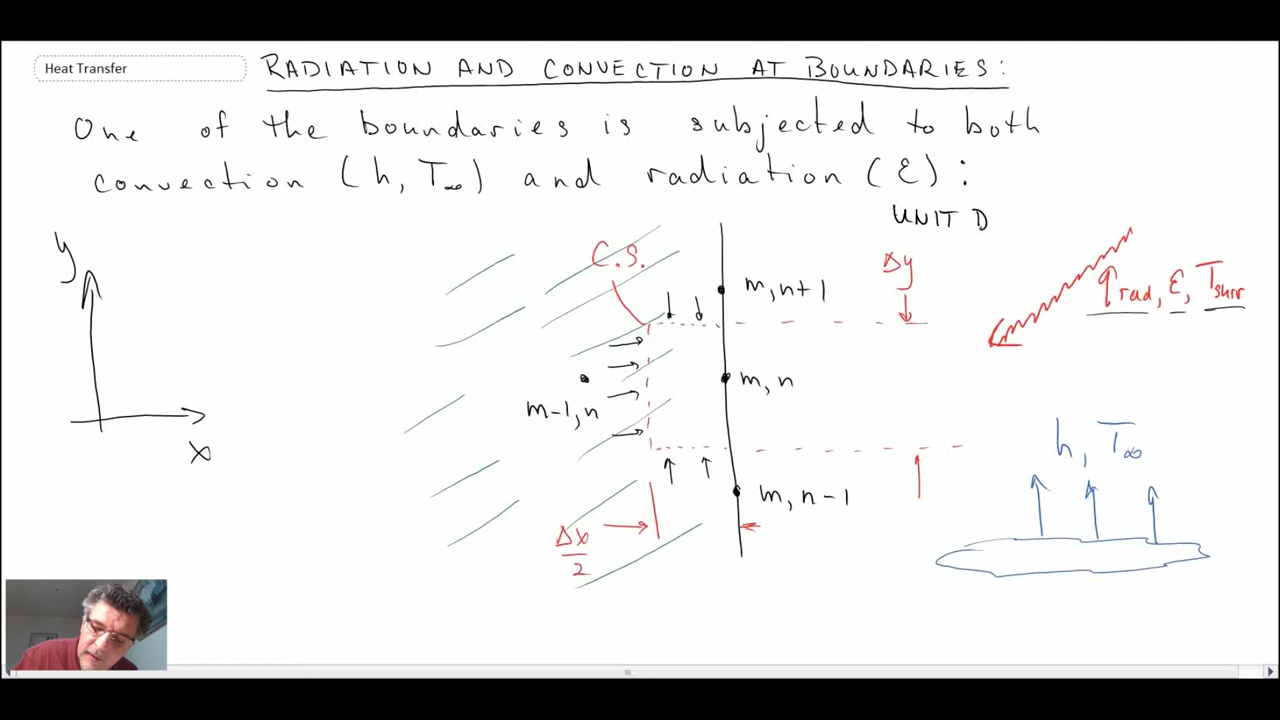 Heat Transfer
RADIATION AND CONVECTION AT BOUNDARIES:
One of the boundaries is subjected to both
convection (h, T∞) and radiation (ε):
UNIT D
y
x
C.S.
Δy
m, n+1
q rad, ε, Tsurr
m, n
m-1, n
h, T∞
m, n-1
Δx
2